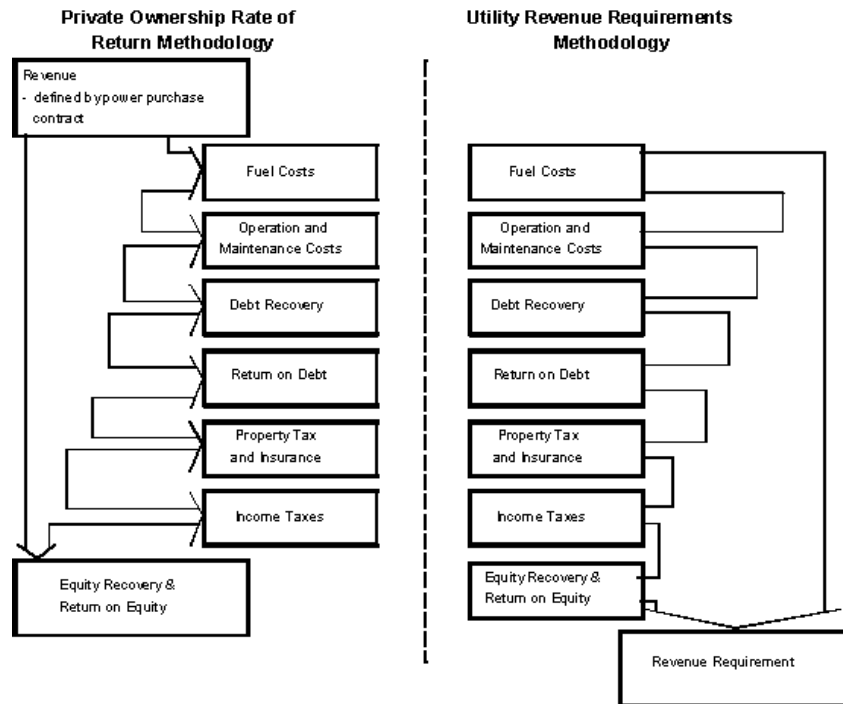 Private Ownership Rate of
Return Methodology
Revenue
- defined by power purchase
contract
Fuel Costs
Operation and
Maintenance Costs
Debt Recovery
Return on Debt
Property Tax
and Insurance
Income Taxes
Equity Recovery &
Return on Equity
Utility Revenue Requirements
Methodology
Fuel Costs
Operation and
Maintenance Costs
Debt Recovery
Return on Debt
Property Tax
and Insurance
Income Taxes
Equity Recovery &
Return on Equity
Revenue Requirement